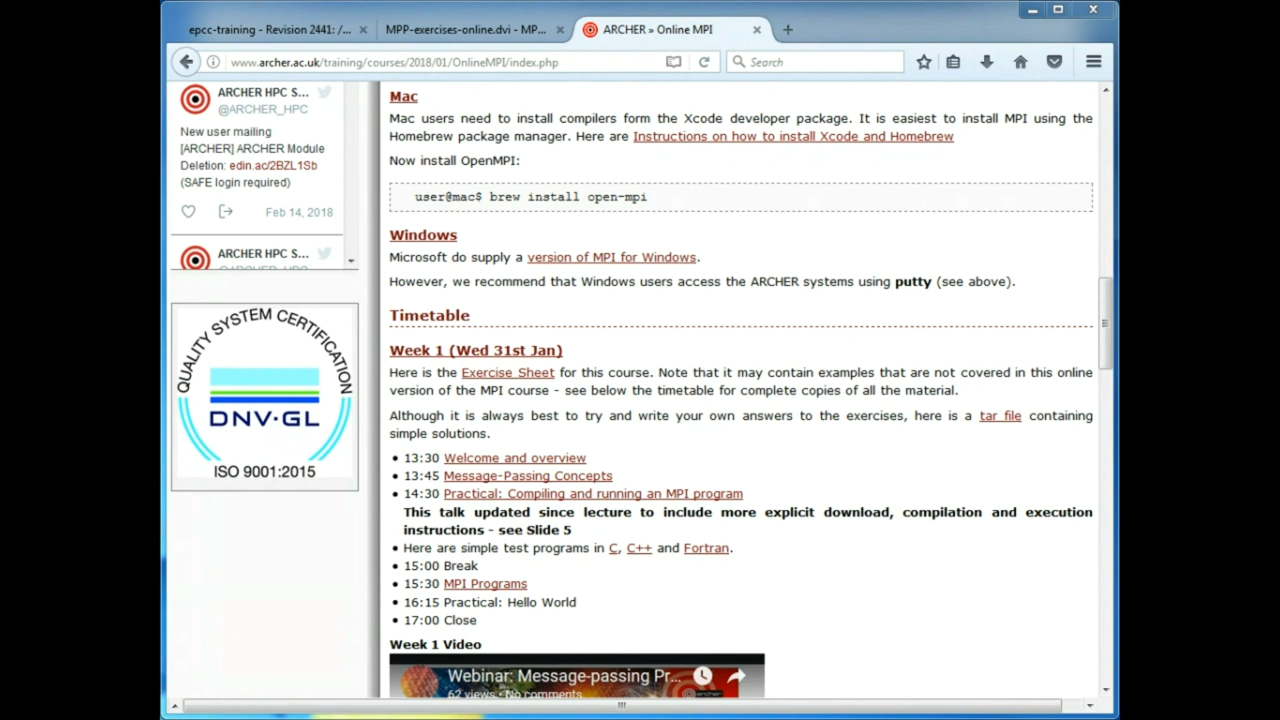 epcc-training - Revision 2441: /...
MPP-exercises-online.dvi - MP...
ARCHER » Online MPI
www.archer.ac.uk/training/courses/2018/01/OnlineMPI/index.php
Search
ARCHER HPC S...
@ARCHER_HPC
New user mailing
[ARCHER] ARCHER Module
Deletion: edin.ac/2BZL1Sb
(SAFE login required)
Feb 14, 2018
ARCHER HPC S...
@ARCHER_HPC
QUALITY SYSTEM CERTIFICATION
DNV·GL
ISO 9001:2015
Mac
Mac users need to install compilers form the Xcode developer package. It is easiest to install MPI using the
Homebrew package manager. Here are Instructions on how to install Xcode and Homebrew
Now install OpenMPI:
user@mac$ brew install open-mpi
Windows
Microsoft do supply a version of MPI for Windows.
However, we recommend that Windows users access the ARCHER systems using putty (see above).
Timetable
Week 1 (Wed 31st Jan)
Here is the Exercise Sheet for this course. Note that it may contain examples that are not covered in this online
version of the MPI course - see below the timetable for complete copies of all the material.
Although it is always best to try and write your own answers to the exercises, here is a tar file containing
simple solutions.
• 13:30 Welcome and overview
• 13:45 Message-Passing Concepts
• 14:30 Practical: Compiling and running an MPI program
This talk updated since lecture to include more explicit download, compilation and execution
instructions - see Slide 5
• Here are simple test programs in C, C++ and Fortran.
• 15:00 Break
• 15:30 MPI Programs
• 16:15 Practical: Hello World
• 17:00 Close
Week 1 Video
Webinar: Message-passing Pr...
62 views • No comments